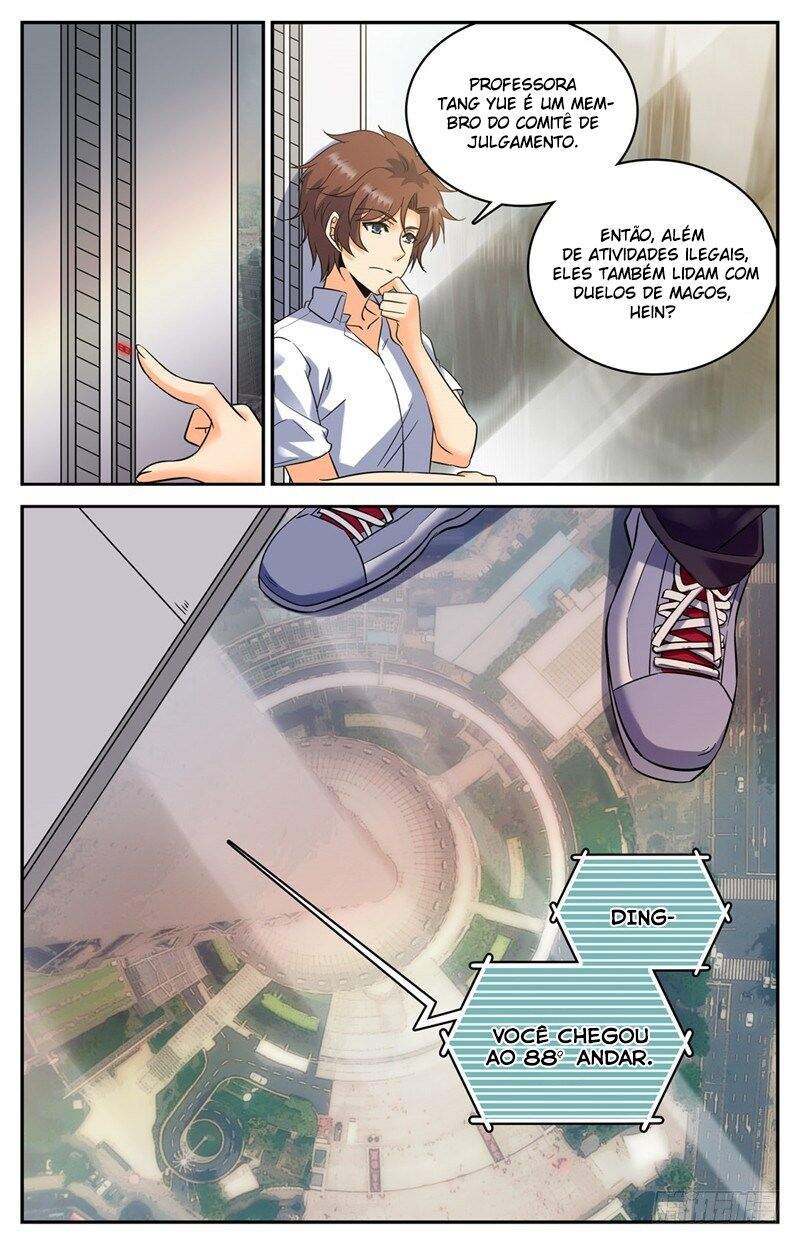 PROFESSORA
TANG YUE É UM MEM-
BRO DO COMITÊ DE
JULGAMENTO.
ENTÃO, ALÉM
DE ATIVIDADES ILEGAIS,
ELES TAMBÉM LIDAM COM
DUELOS DE MAGOS,
HEIN?
DING-
VOCÊ CHEGOU
AO 88º ANDAR.